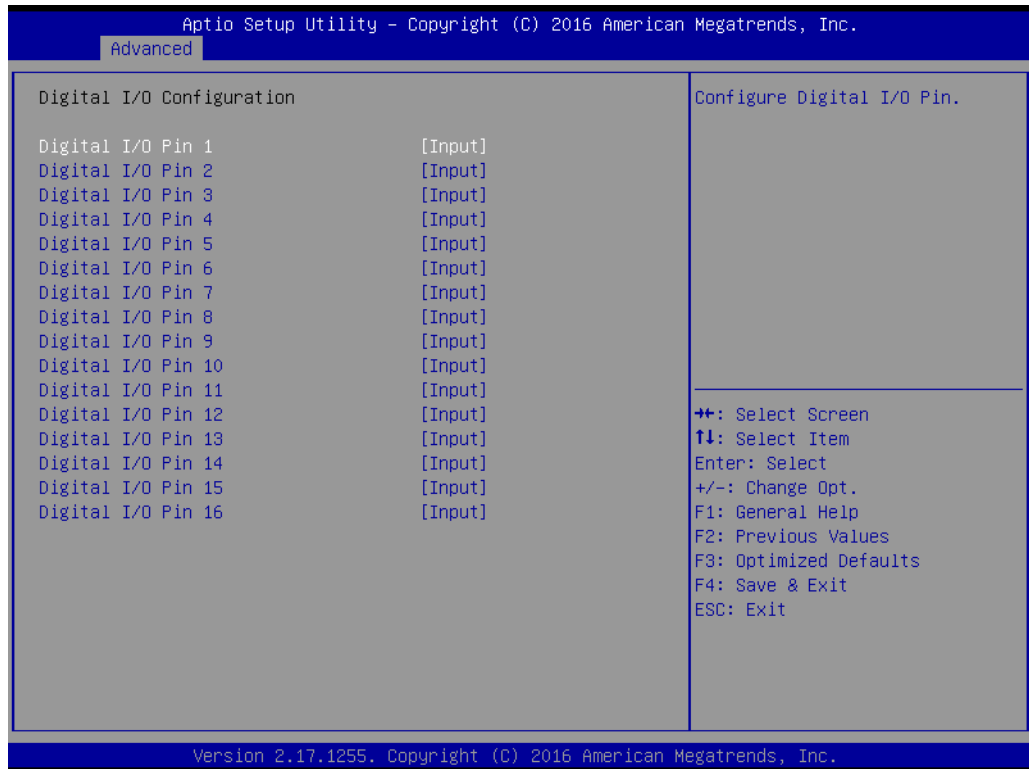 Aptio Setup Utility – Copyright (C) 2016 American Megatrends, Inc.
Advanced
Digital I/O Configuration
Digital I/O Pin 1 [Input]
Digital I/O Pin 2 [Input]
Digital I/O Pin 3 [Input]
Digital I/O Pin 4 [Input]
Digital I/O Pin 5 [Input]
Digital I/O Pin 6 [Input]
Digital I/O Pin 7 [Input]
Digital I/O Pin 8 [Input]
Digital I/O Pin 9 [Input]
Digital I/O Pin 10 [Input]
Digital I/O Pin 11 [Input]
Digital I/O Pin 12 [Input]
Digital I/O Pin 13 [Input]
Digital I/O Pin 14 [Input]
Digital I/O Pin 15 [Input]
Digital I/O Pin 16 [Input]
Configure Digital I/O Pin.
→←: Select Screen
↑↓: Select Item
Enter: Select
+/-: Change Opt.
F1: General Help
F2: Previous Values
F3: Optimized Defaults
F4: Save & Exit
ESC: Exit
Version 2.17.1255. Copyright (C) 2016 American Megatrends, Inc.